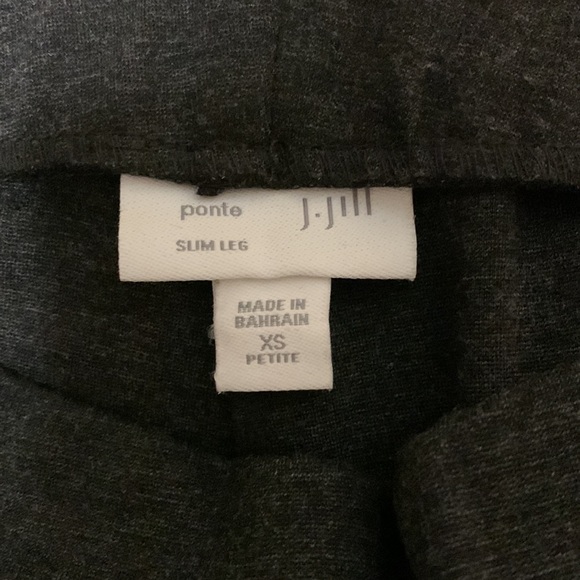 ponte J.Jill
SLIM LEG
MADE IN
BAHRAIN
XS
PETITE